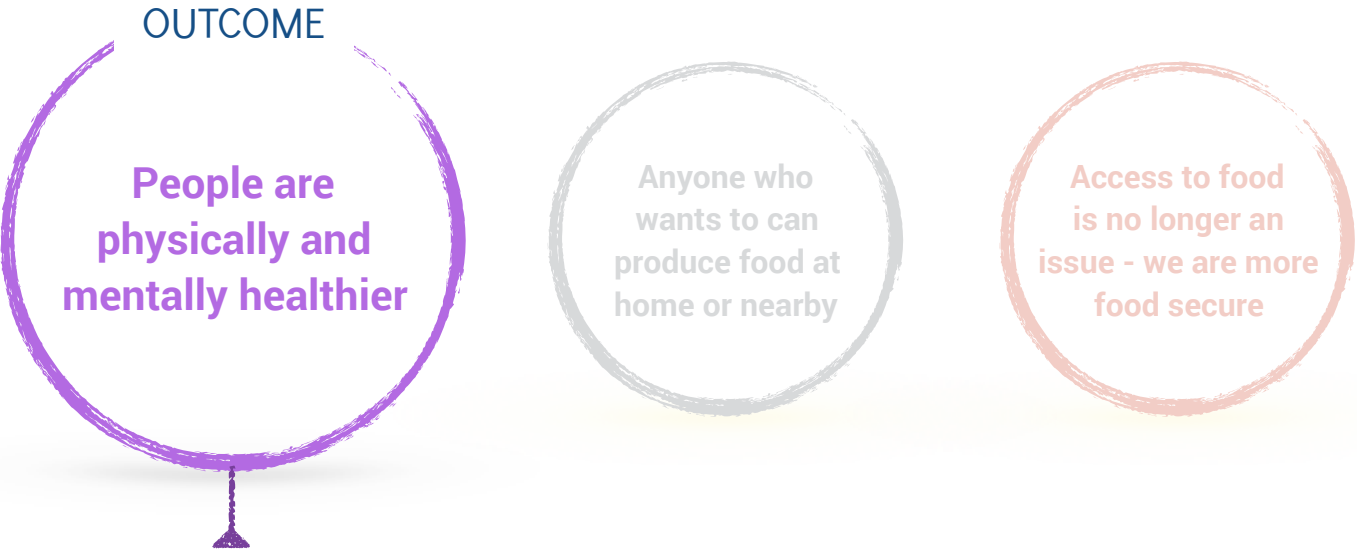 OUTCOME
People are
physically and
mentally healthier
Anyone who
wants to can
produce food at
home or nearby
Access to food
is no longer an
issue - we are more
food secure